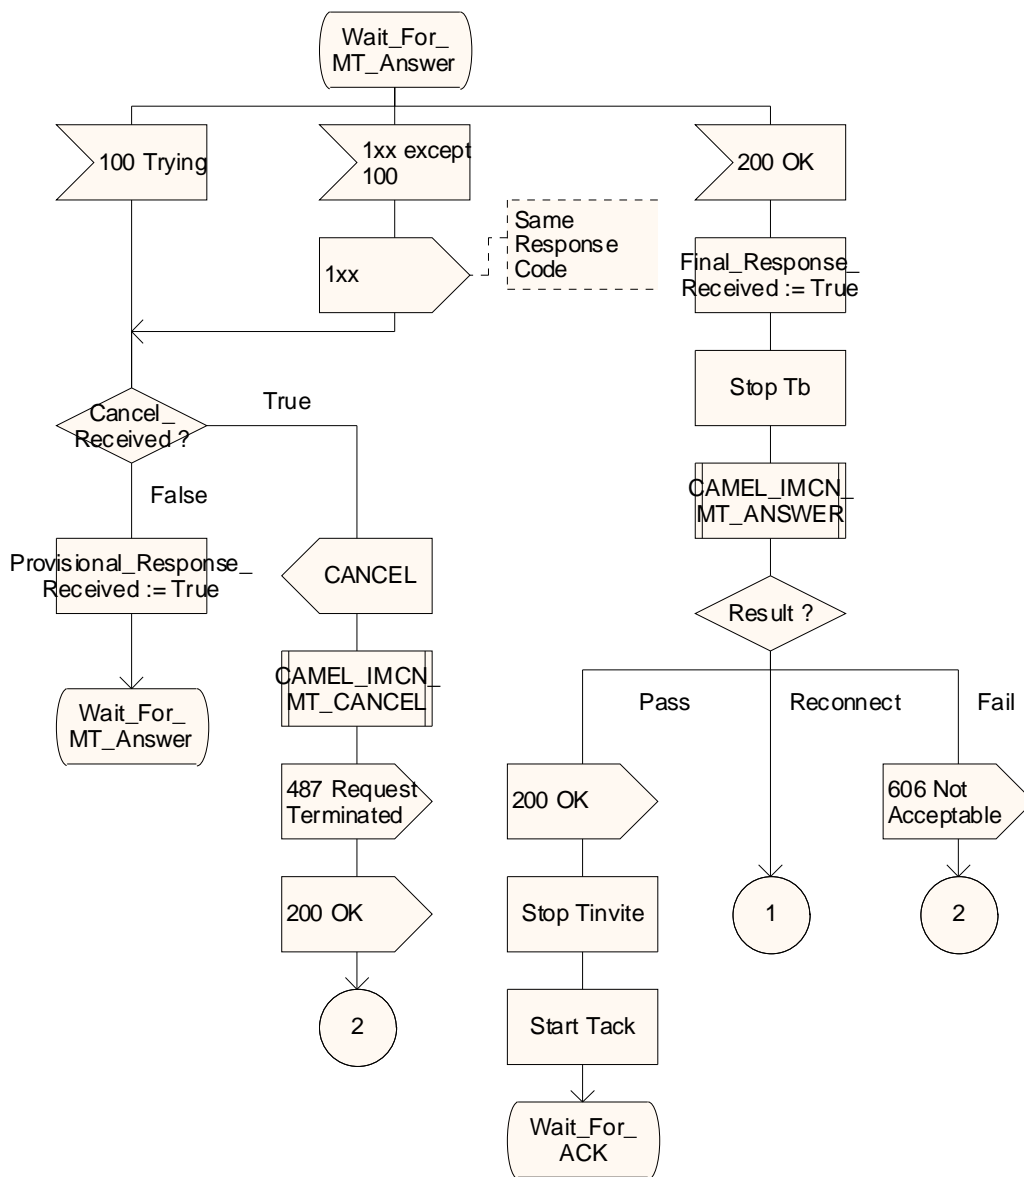 Wait_For_
MT_Answer
100 Trying
1xx except
100
200 OK
1xx
Same
Response
Code
Final_Response_
Received := True
Stop Tb
Cancel_
Received ?
True
False
CAMEL_IMCN_
MT_ANSWER
Provisional_Response_
Received := True
CANCEL
Result ?
CAMEL_IMCN_
MT_CANCEL
Pass
Reconnect
Fail
Wait_For_
MT_Answer
487 Request
Terminated
200 OK
606 Not
Acceptable
200 OK
Stop Tinvite
1
2
2
Start Tack
Wait_For_
ACK